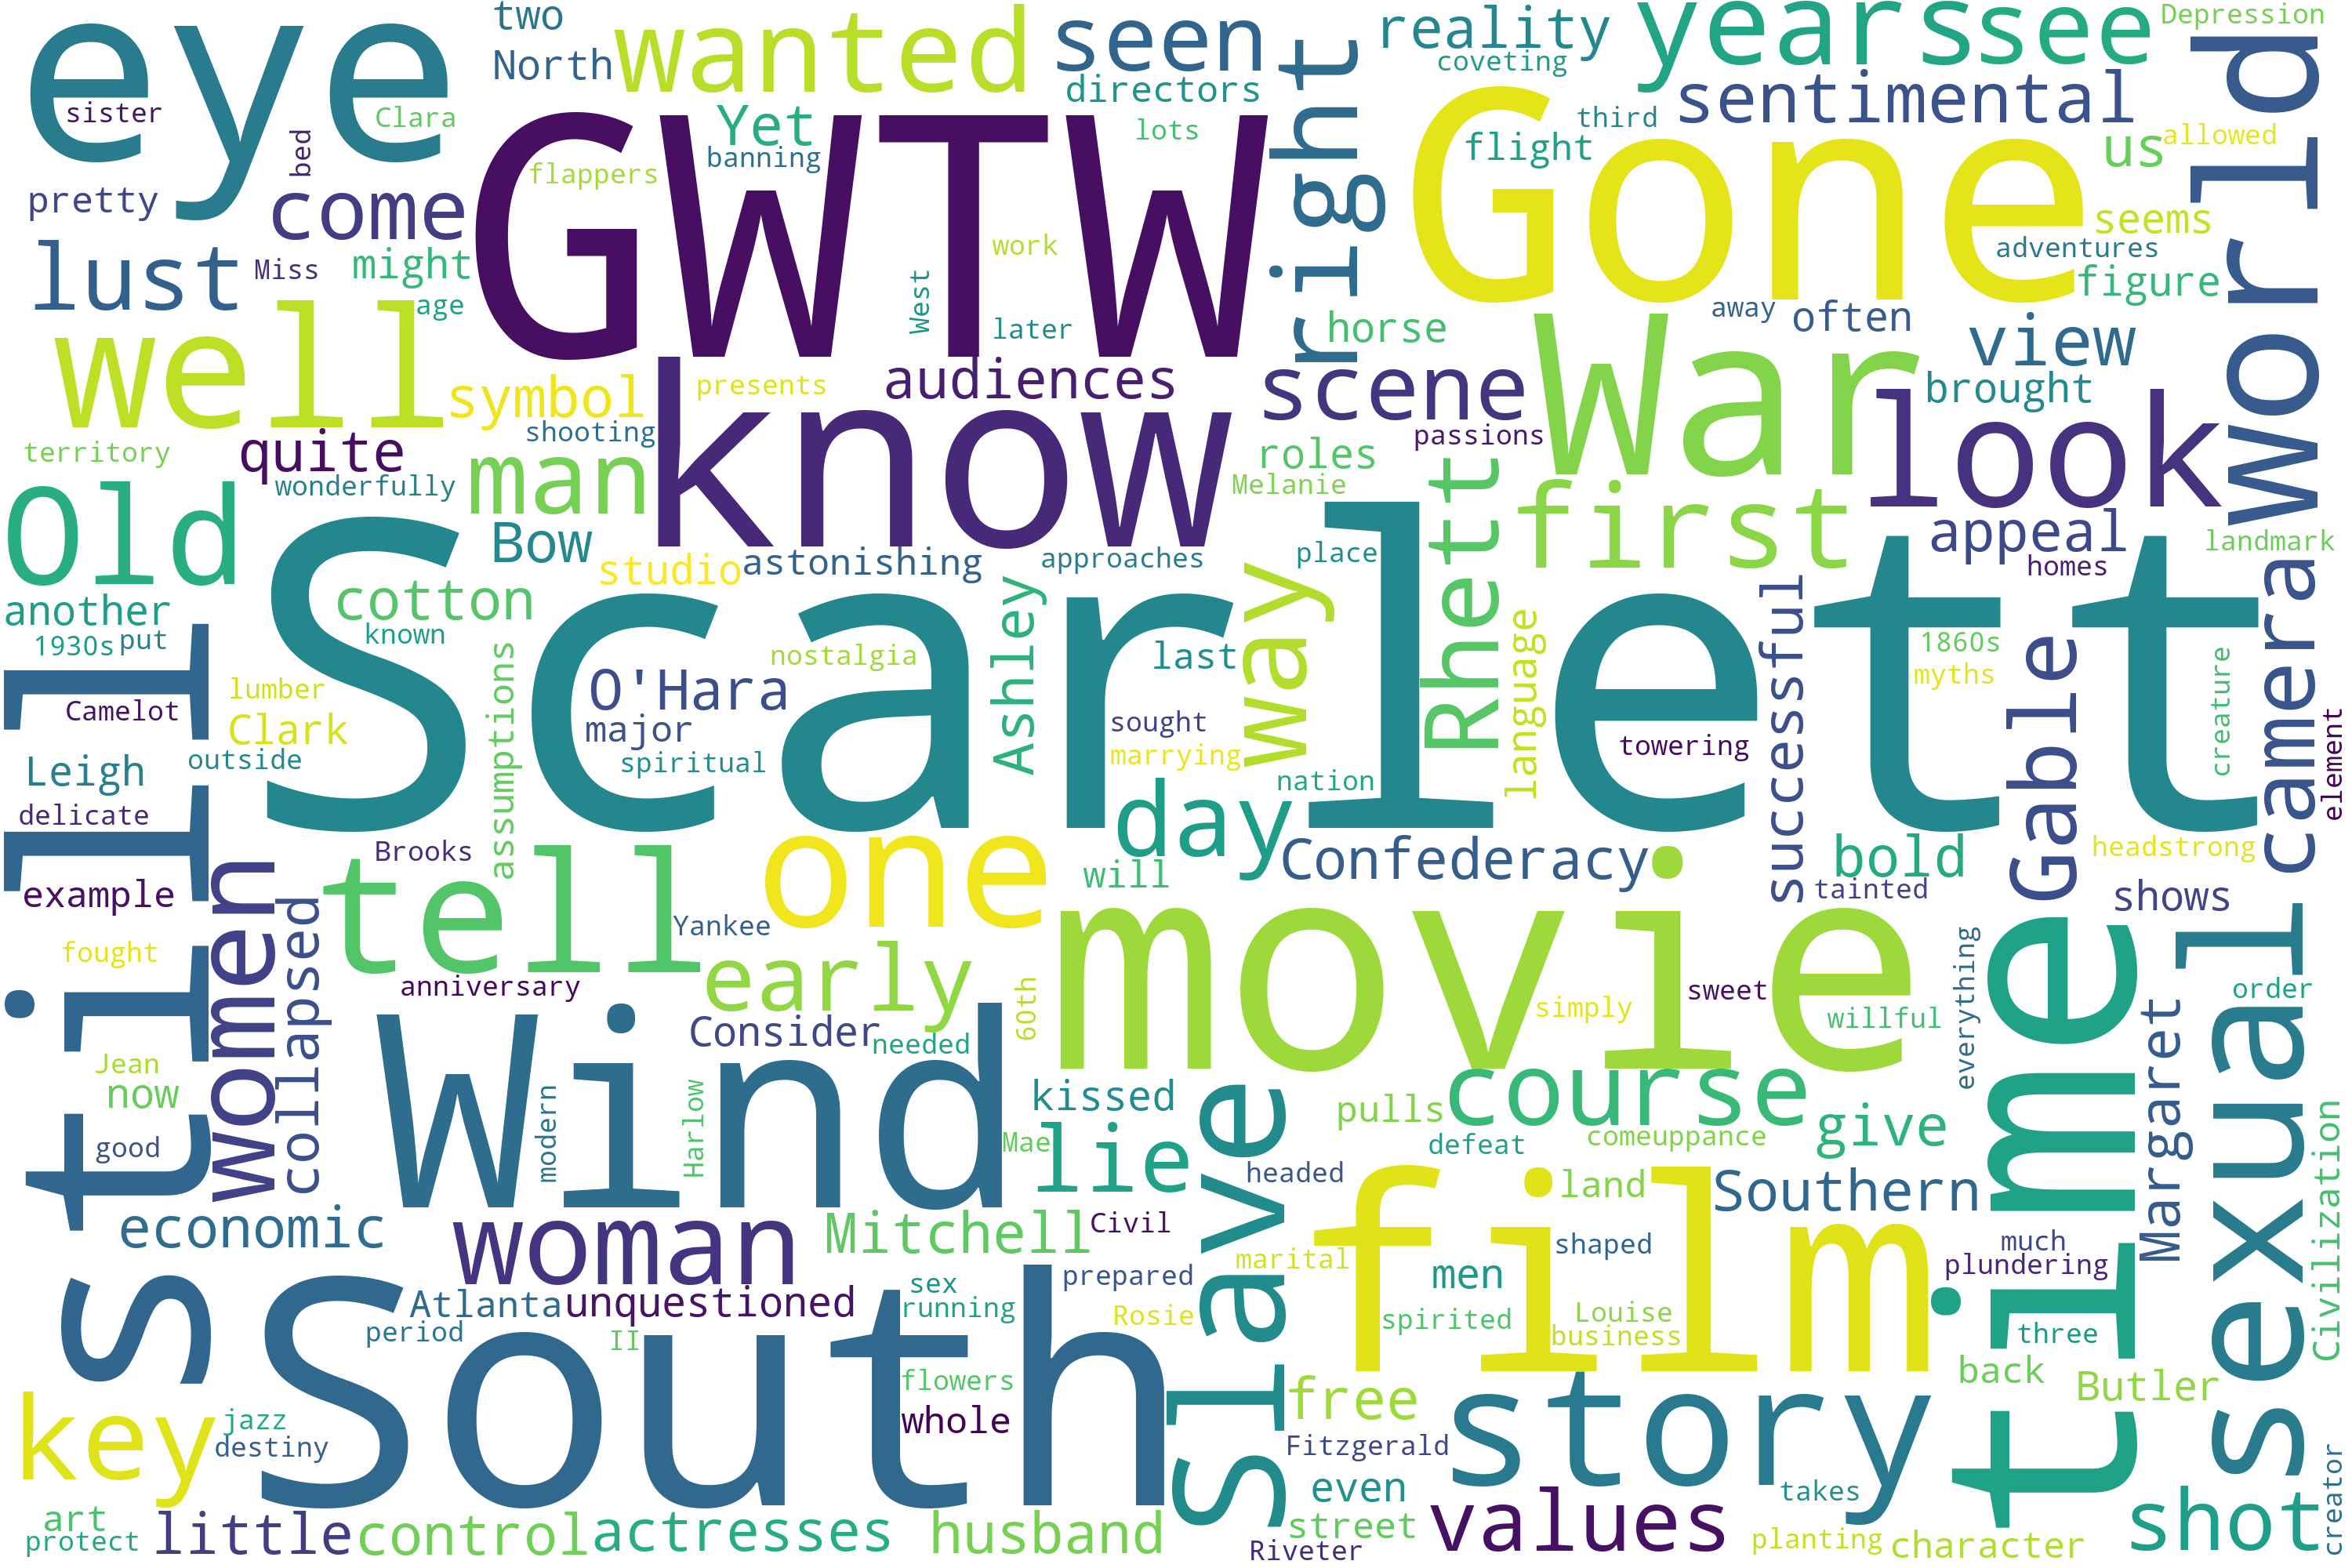 eye
two
North
wanted
seen
directors
reality
coveting
years
see
Depression
world
sister
Clara
bed
Yet
banning
lots
right
third
sentimental
flight
us
allowed
flappers
pretty
come
GWTW
Gone
seems
work
West
later
adventures
figure
lust
Miss
might
age
horse
away
often
view
well
symbol
presents
audiences
scene
War
brought
look
territory
quite
shooting
wonderfully
man
know
roles
passions
Melanie
Rhett
first
appeal
homes
landmark
Old
Bow
studio
astonishing
approaches
place
way
another
1930s
put
cotton
known
Scarlett
assumptions
O'Hara
nostalgia
Ashley
last
language
successful
1860s
myths
creature
camera
Camelot
lumber
Clark
major
sought
marrying
towering
Gable
element
Leigh
outside
spiritual
nation
delicate
Brooks
tell
one
day
will
Confederacy
bold
headstrong
still
example
women
collapsed
Yankee
movie
tainted
shows
fought
anniversary
early
60th
simply
sweet
willful
everything
order
time
Margaret
sexual
Jean
now
Wind
Consider
needed
kissed
slave
pulls
course
give
Civilization
good
modern
Harlow
Mae
lie
headed
defeat
comeuppance
economic
woman
Mitchell
Civil
film
land
Southern
marital
shaped
much
plundering
Atlanta
unquestioned
sex
running
prepared
Rosie
men
spirited
Louise
business
three
period
II
South
flowers
whole
free
story
back
Butler
key
jazz
destiny
Fitzgerald
even
takes
creator
art
protect
little
control
actresses
husband
street
Riveter
values
planting
character
shot